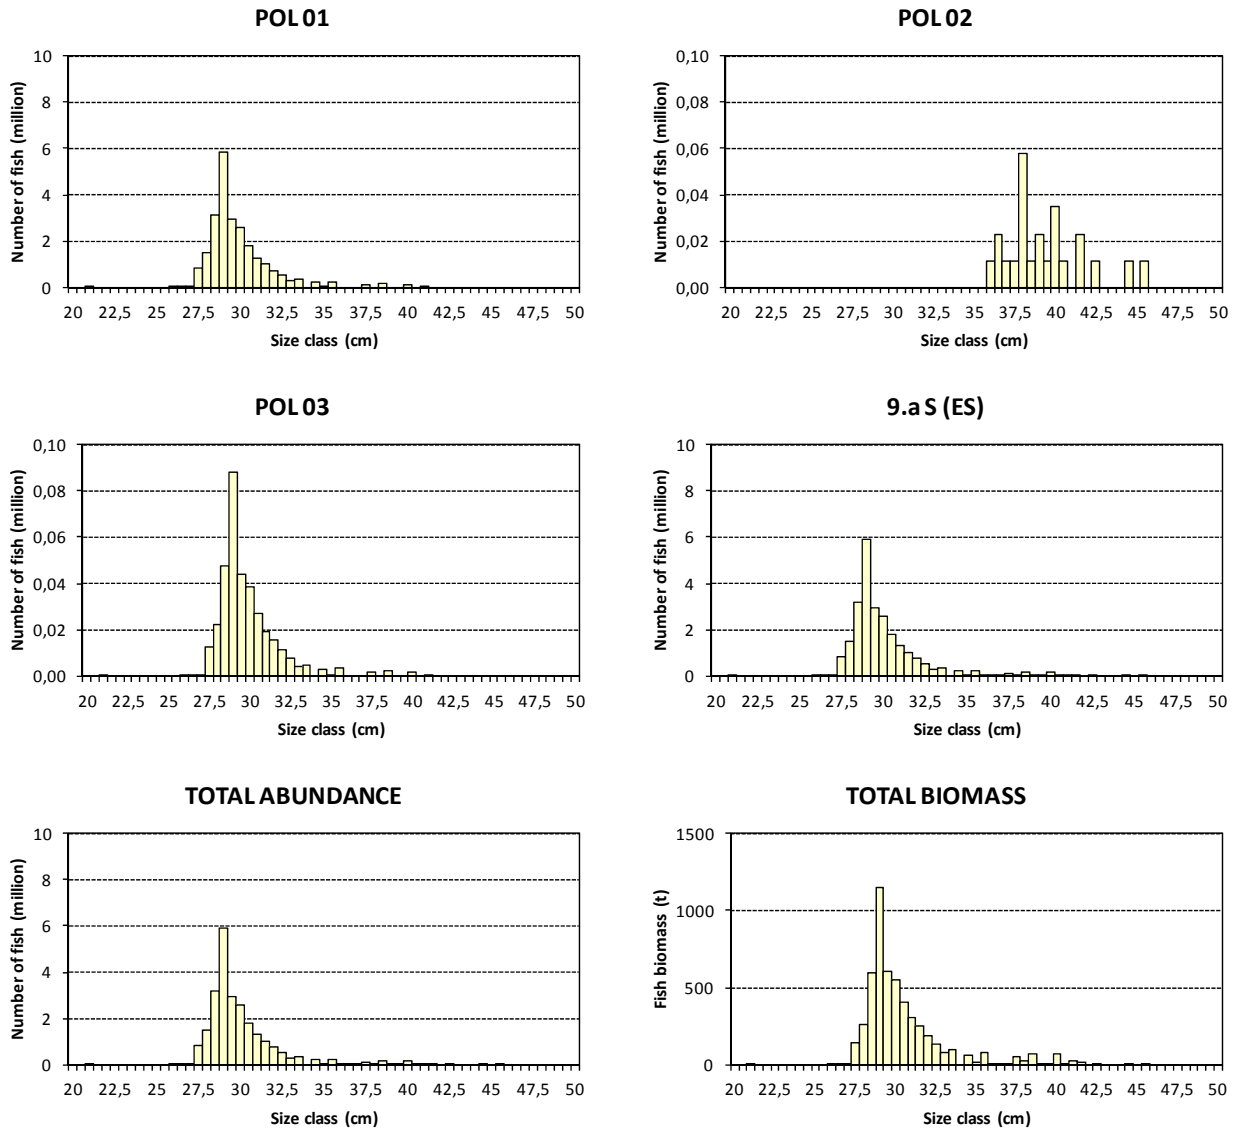 POL 01
10
8
6
4
2
0
Number of fish (million)
20 22,5 25 27,5 30 32,5 35 37,5 40 42,5 45 47,5 50
Size class (cm)
POL 02
0,10
0,08
0,06
0,04
0,02
0,00
Number of fish (million)
20 22,5 25 27,5 30 32,5 35 37,5 40 42,5 45 47,5 50
Size class (cm)
POL 03
0,10
0,08
0,06
0,04
0,02
0,00
Number of fish (million)
20 22,5 25 27,5 30 32,5 35 37,5 40 42,5 45 47,5 50
Size class (cm)
9.a S (ES)
10
8
6
4
2
0
Number of fish (million)
20 22,5 25 27,5 30 32,5 35 37,5 40 42,5 45 47,5 50
Size class (cm)
TOTAL ABUNDANCE
10
8
6
4
2
0
Number of fish (million)
20 22,5 25 27,5 30 32,5 35 37,5 40 42,5 45 47,5 50
Size class (cm)
TOTAL BIOMASS
1500
1000
500
0
Fish biomass (t)
20 22,5 25 27,5 30 32,5 35 37,5 40 42,5 45 47,5 50
Size class (cm)